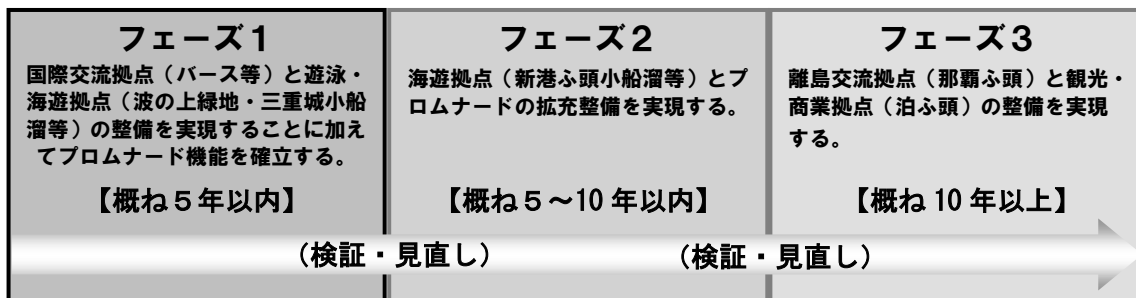 フェーズ１
国際交流拠点（バース等）と遊泳・
海遊拠点（波の上緑地・三重城小船
溜等）の整備を実現することに加え
てプロムナード機能を確立する。
【概ね５年以内】
フェーズ２
海遊拠点（新港ふ頭小船溜等）とプ
ロムナードの拡充整備を実現する。
【概ね５～10 年以内】
フェーズ３
離島交流拠点（那覇ふ頭）と観光・
商業拠点（泊ふ頭）の整備を実現
する。
【概ね 10 年以上】
（検証・見直し）
（検証・見直し）